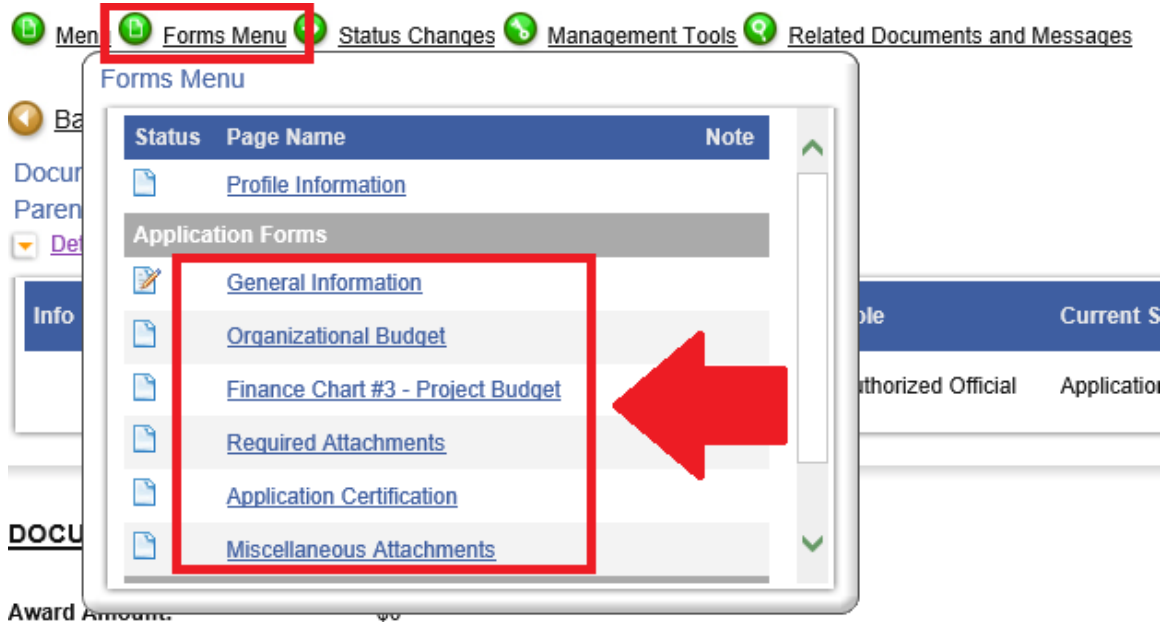 Menu Forms Menu Status Changes Management Tools Related Documents and Messages
Forms Menu
Status Page Name Note
Profile Information
Application Forms
General Information
Info
Organizational Budget
Current S
Finance Chart #3 - Project Budget
Official
Required Attachments
Application Certification
Miscellaneous Attachments
Award Amount: